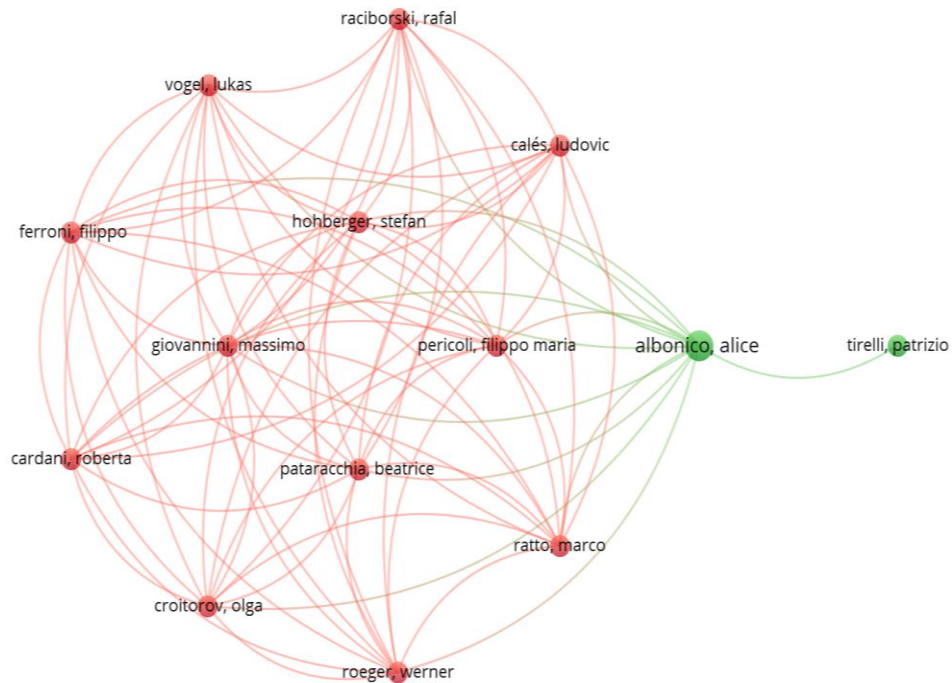 raciborski, rafal
vogel, lukas
calés, ludovic
hohberger, stefan
ferroni, filippo
giovannini, massimo
pericoli, filippo maria
albonico, alice
tirelli, patrizio
cardani, roberta
pataracchia, beatrice
ratto, marco
croitorov, olga
roeger, werner